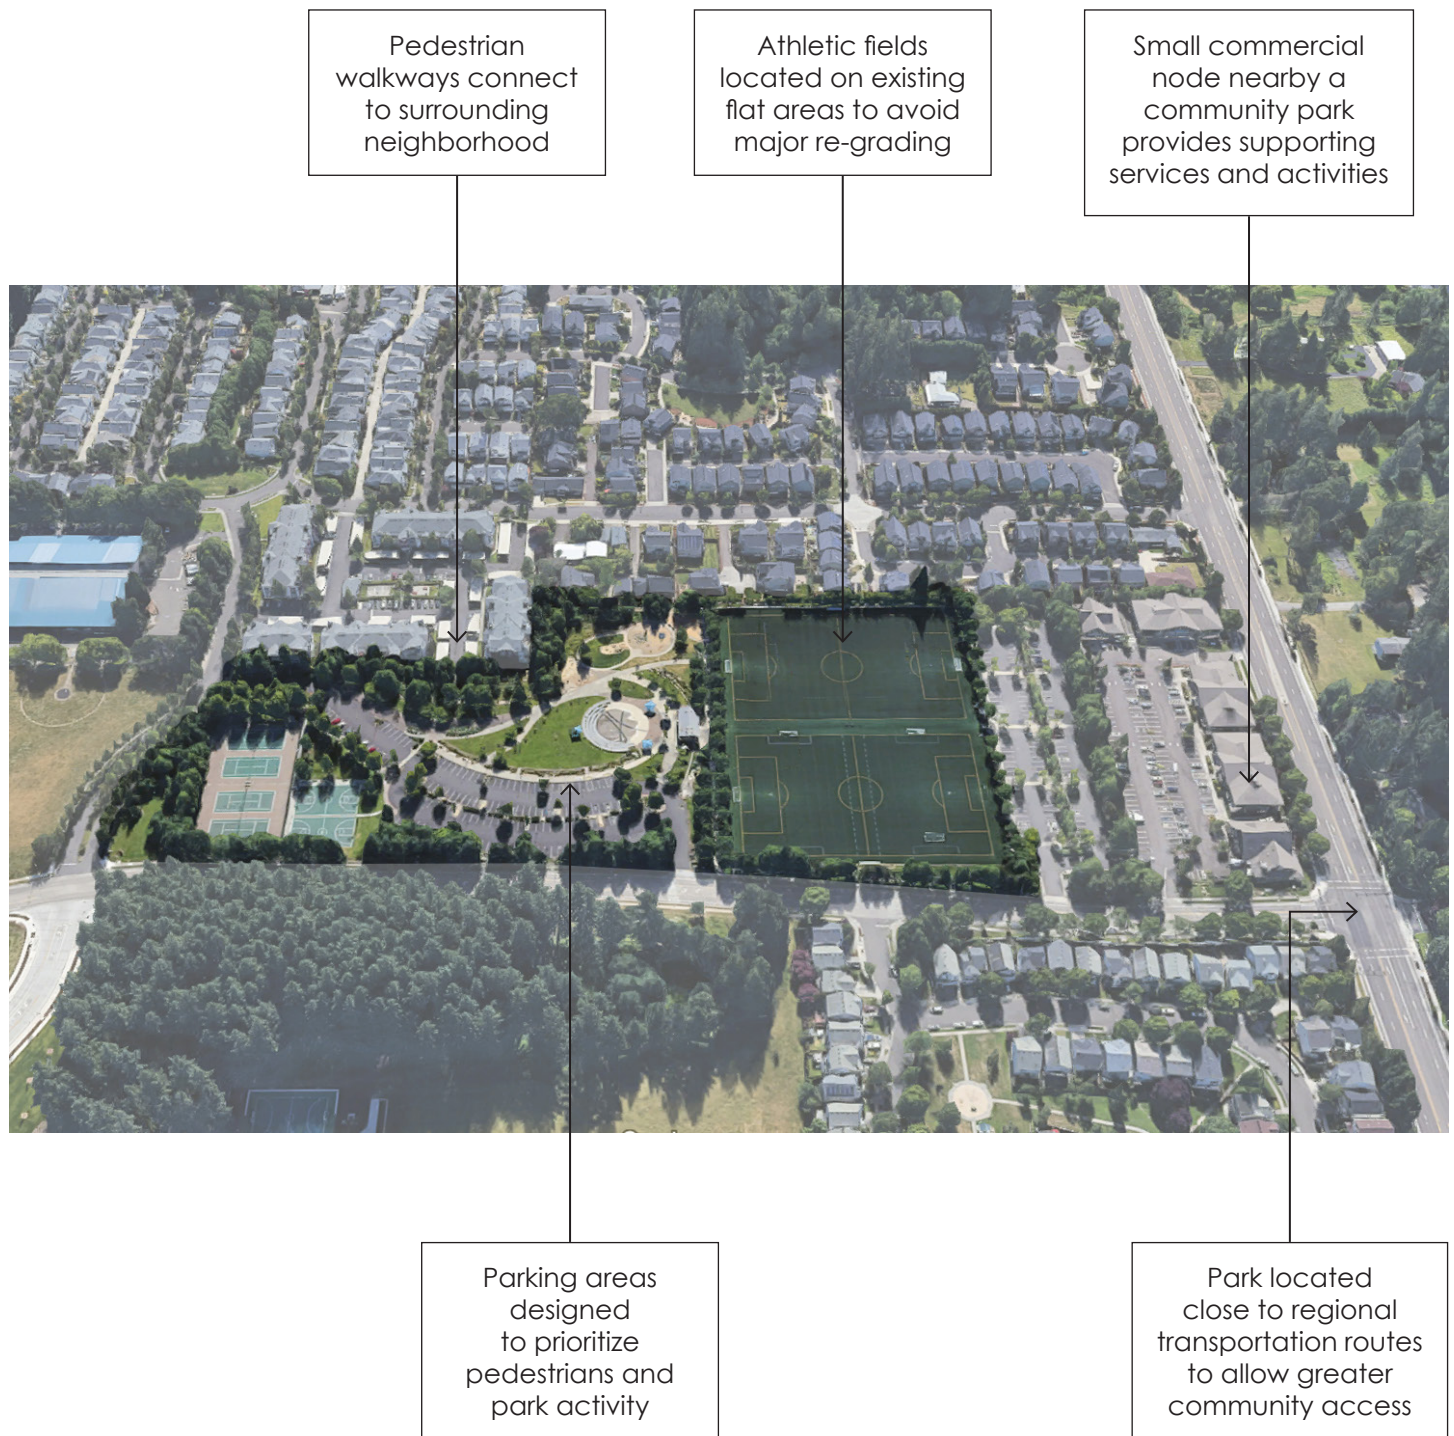 Pedestrian
walkways connect
to surrounding
neighborhood
Athletic fields
located on existing
flat areas to avoid
major re-grading
Small commercial
node nearby a
community park
provides supporting
services and activities
Parking areas
designed
to prioritize
pedestrians and
park activity
Park located
close to regional
transportation routes
to allow greater
community access